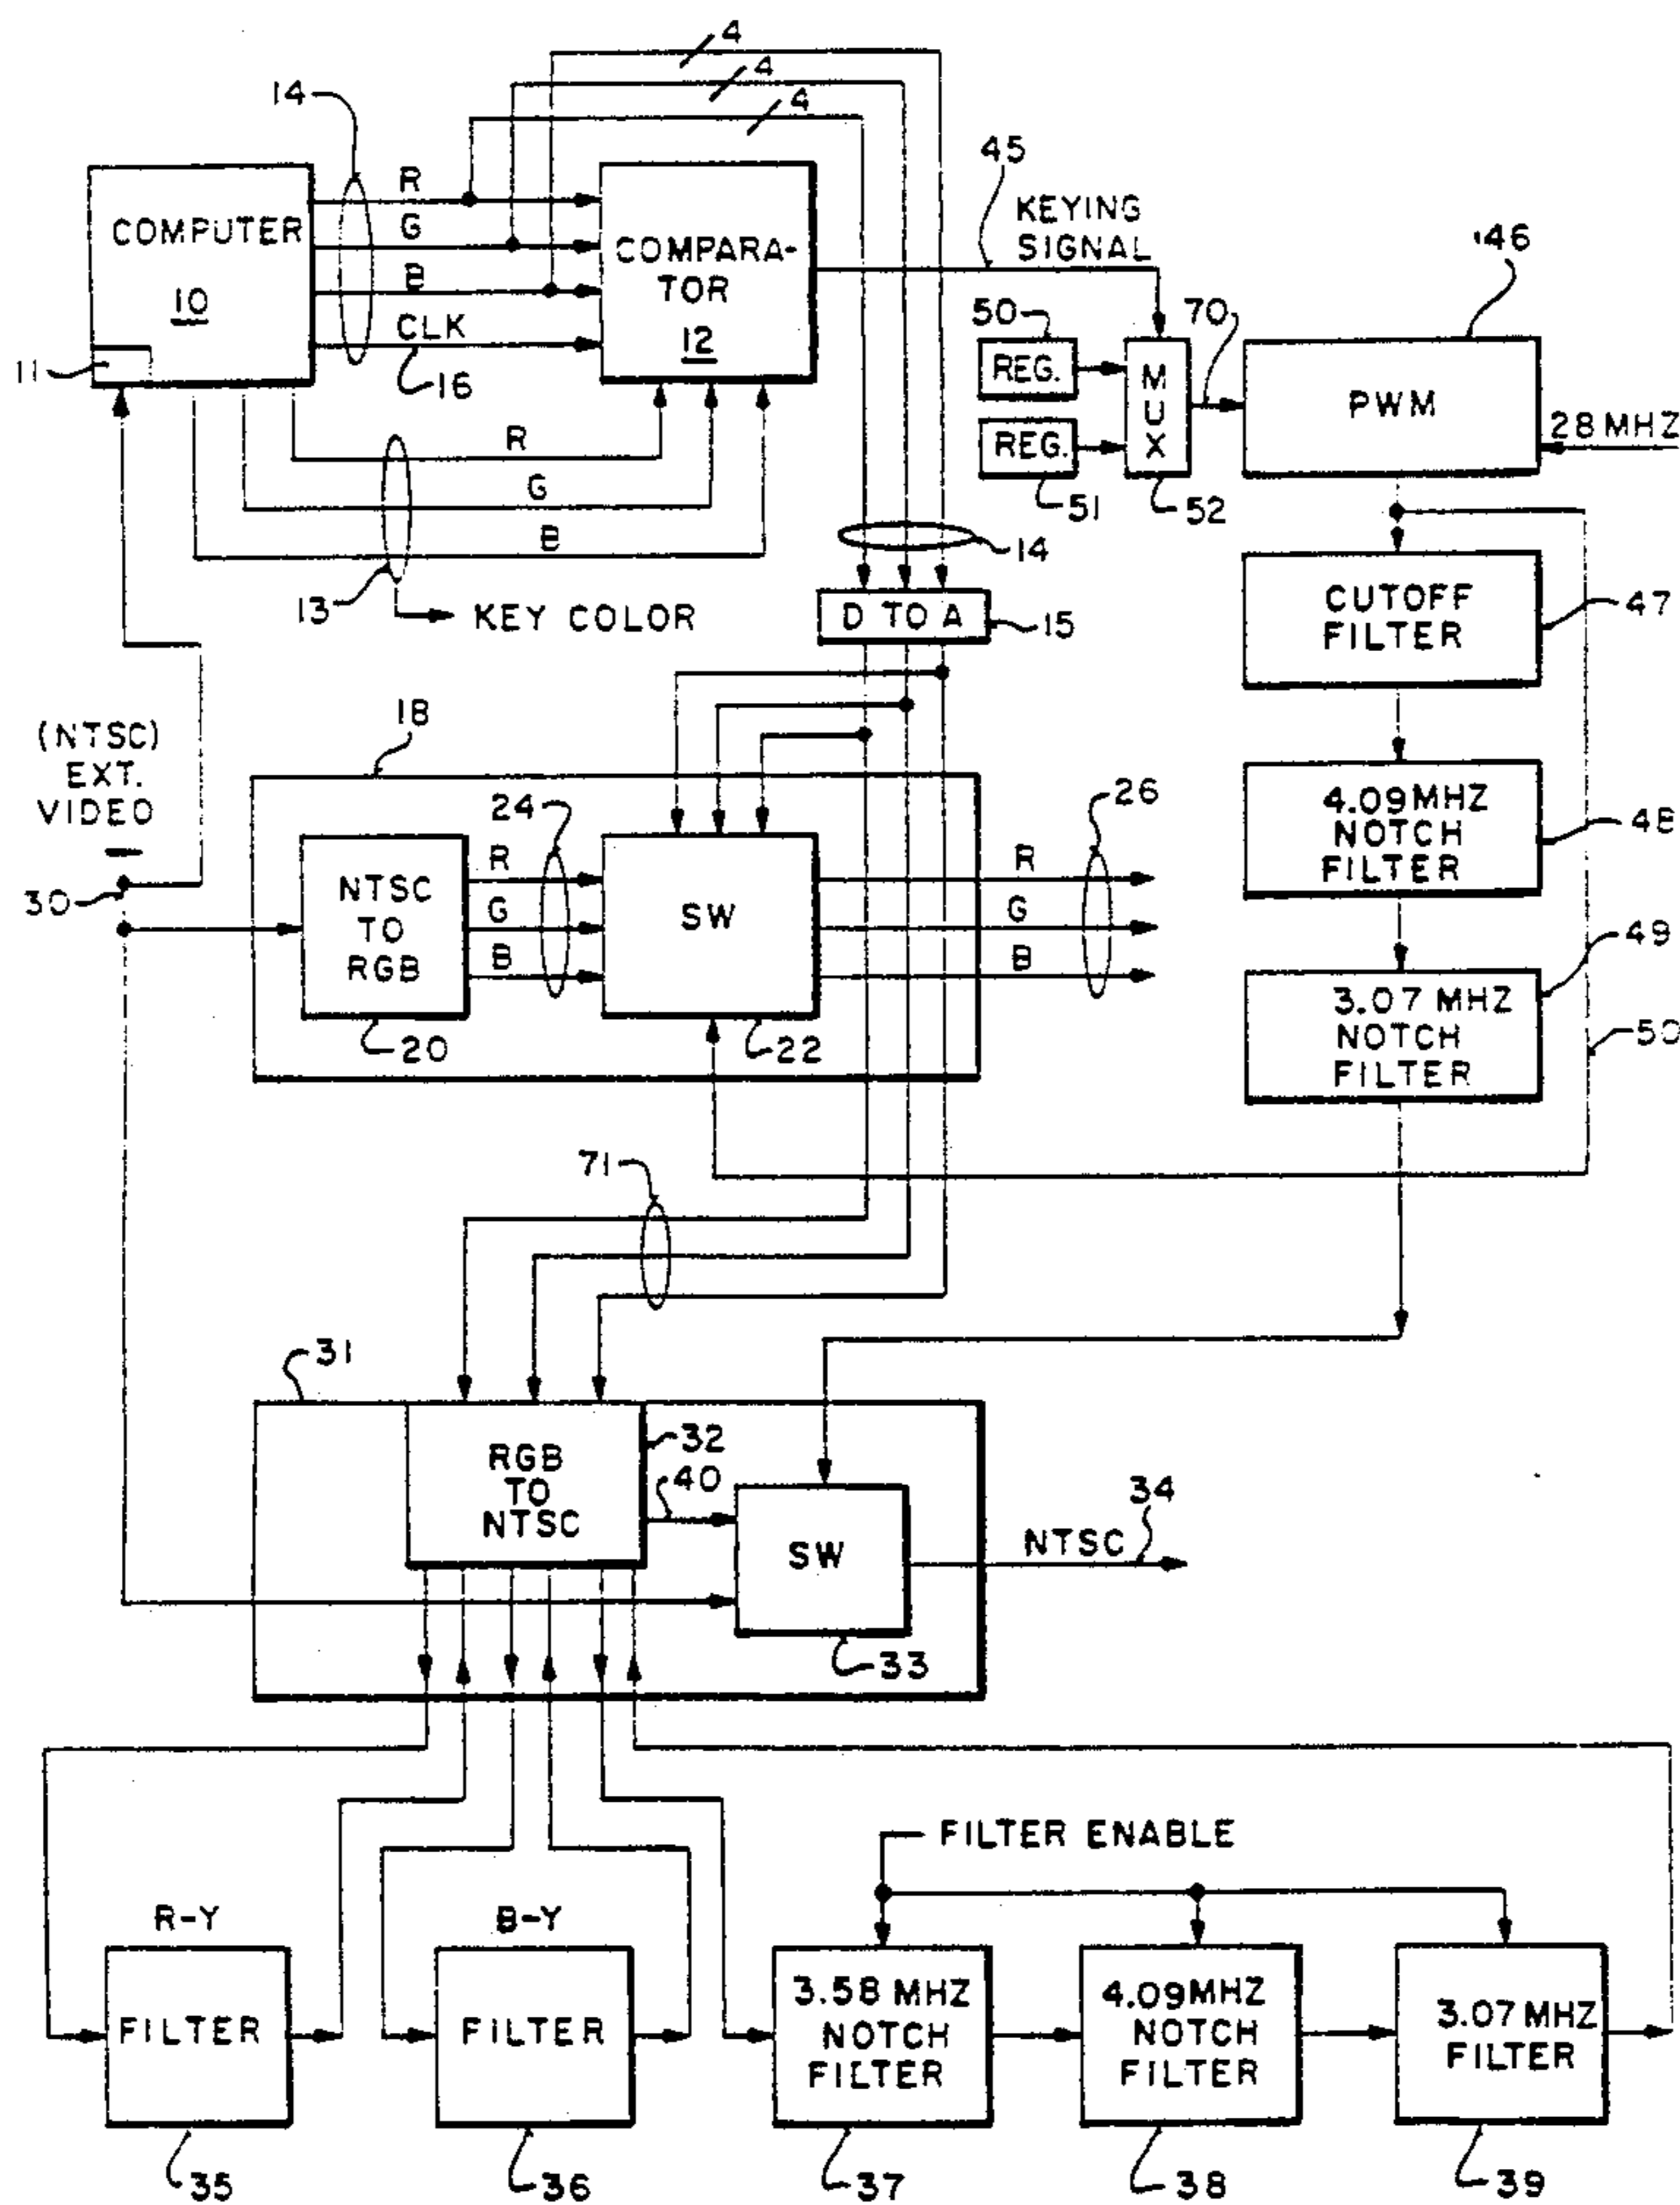 4
4
4
14
R
G
B
CLK
16
COMPUTER
10
11
COMPARA-
TOR
12
45
KEYING
SIGNAL
46
50
REG.
REG.
51
MUX
52
70
PWM
28 MHZ
R
G
B
13
KEY COLOR
14
D TO A
15
CUTOFF
FILTER
47
(NTSC)
EXT.
VIDEO
30
18
24
26
NTSC
TO
RGB
20
R
G
B
SW
22
R
G
B
4.09MHZ
NOTCH
FILTER
48
3.07 MHZ
NOTCH
FILTER
49
50
71
31
RGB
TO
NTSC
32
40
SW
33
NTSC
34
FILTER ENABLE
R-Y
FILTER
35
B-Y
FILTER
36
3.58 MHZ
NOTCH
FILTER
37
4.09MHZ
NOTCH
FILTER
38
3.07 MHZ
FILTER
39